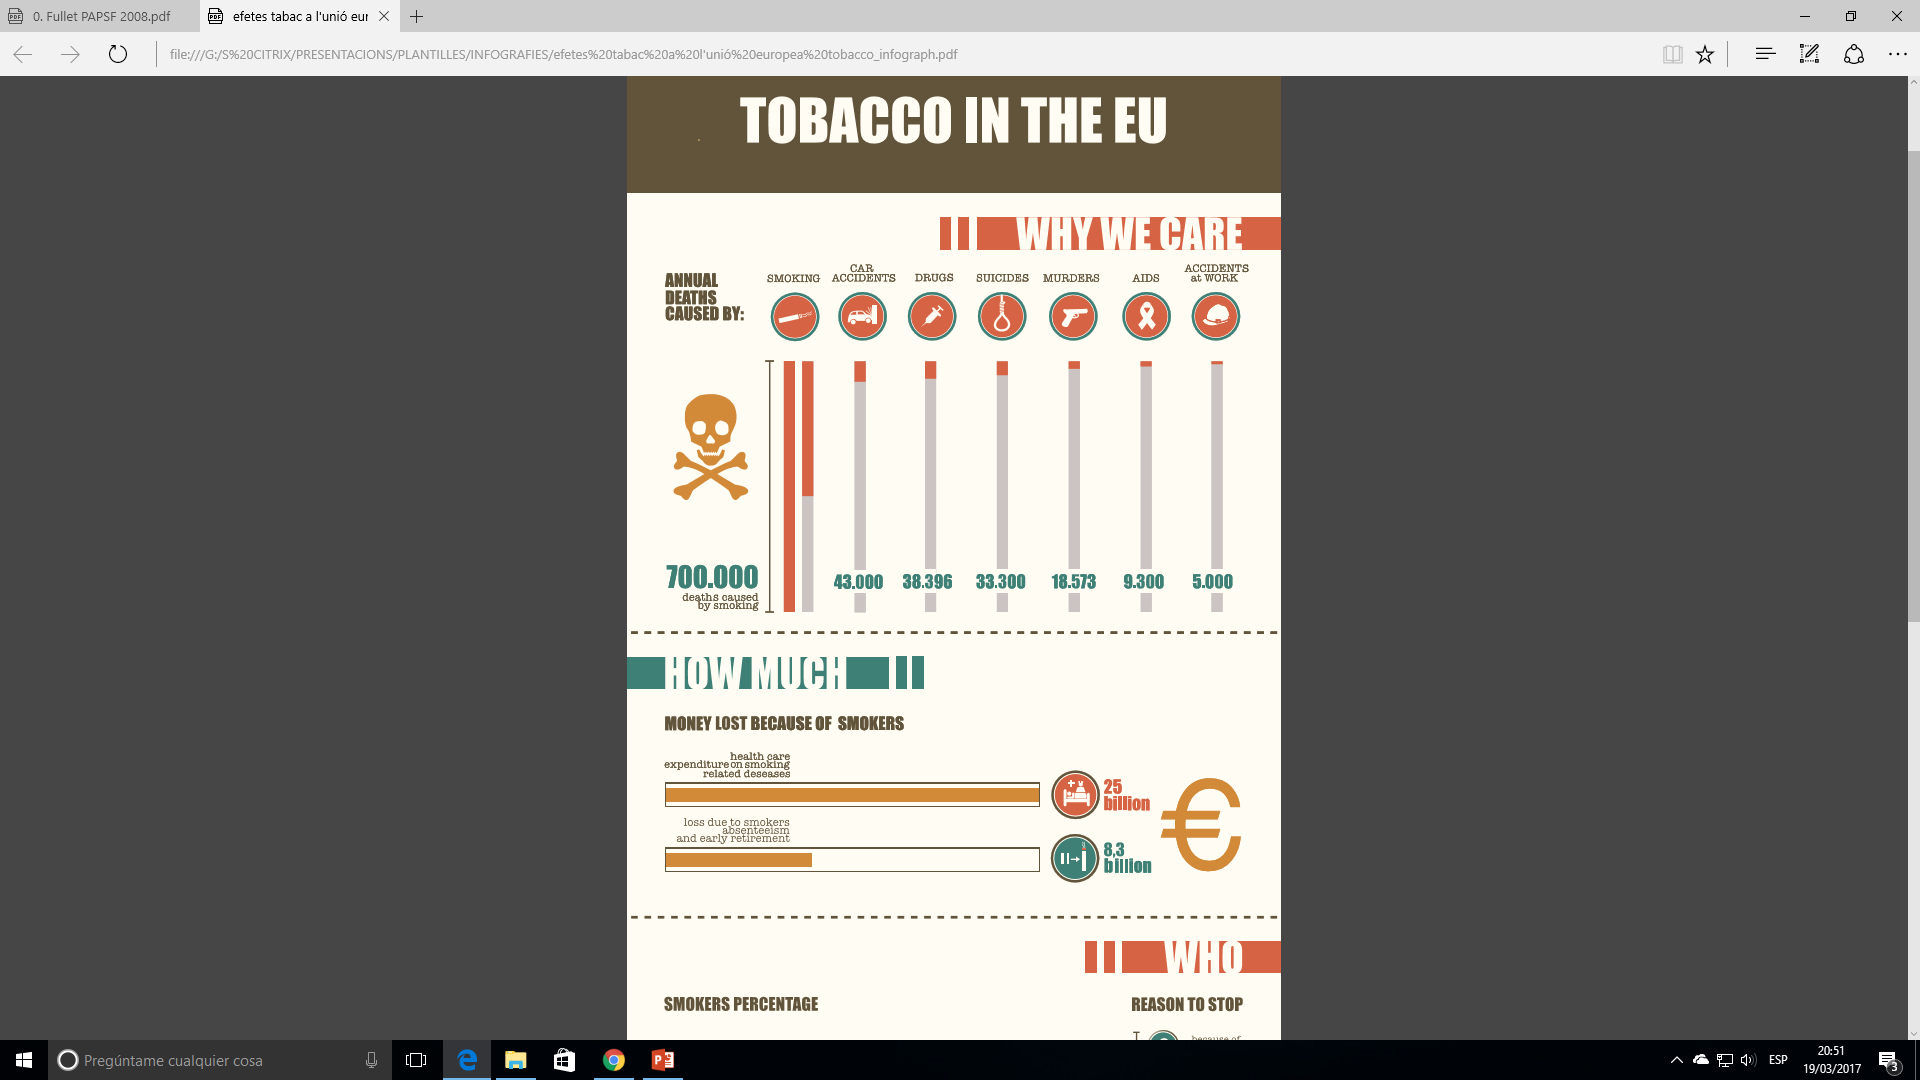 0. Fullet PAPSF 2008.pdf
efetes tabac a l'unió eur
file:///G:/S%20CITRIX/PRESENTACIONS/PLANTILLES/INFOGRAFIES/efetes%20tabac%20a%20l'unió%20europea%20tobacco_infograph.pdf
TOBACCO IN THE EU
WHY WE CARE
ANNUAL
DEATHS
CAUSED BY:
SMOKING
CAR
ACCIDENTS
DRUGS
SUICIDES
MURDERS
AIDS
ACCIDENTS
at WORK
700.000
deaths caused
by smoking
43.000
38.396
33.300
18.573
9.300
5.000
HOW MUCH
MONEY LOST BECAUSE OF SMOKERS
health care
expenditure on smoking
related deseases
25
billion
loss due to smokers
absenteeism
and early retirement
8,3
billion
€
WHO
SMOKERS PERCENTAGE
REASON TO STOP
because of
Pregúntame cualquier cosa
ESP
20:51
19/03/2017
3